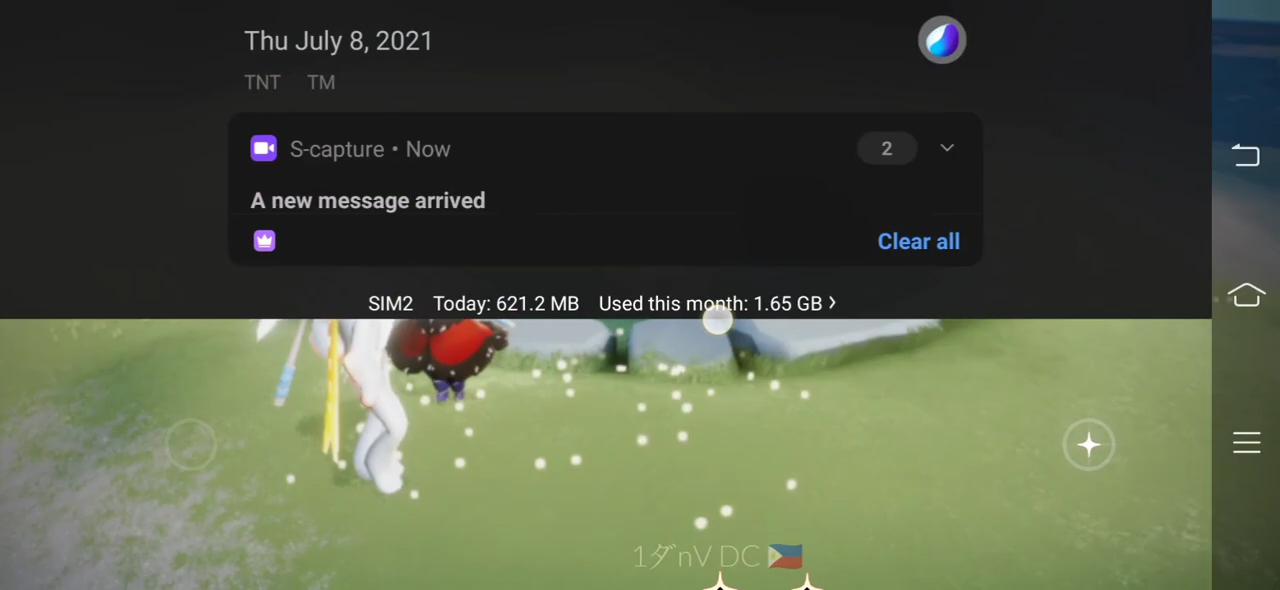 Thu July 8, 2021
TNT TM
S-capture • Now 2
A new message arrived
Clear all
SIM2 Today: 621.2 MB Used this month: 1.65 GB ›
1ダnV DC 🇵🇭